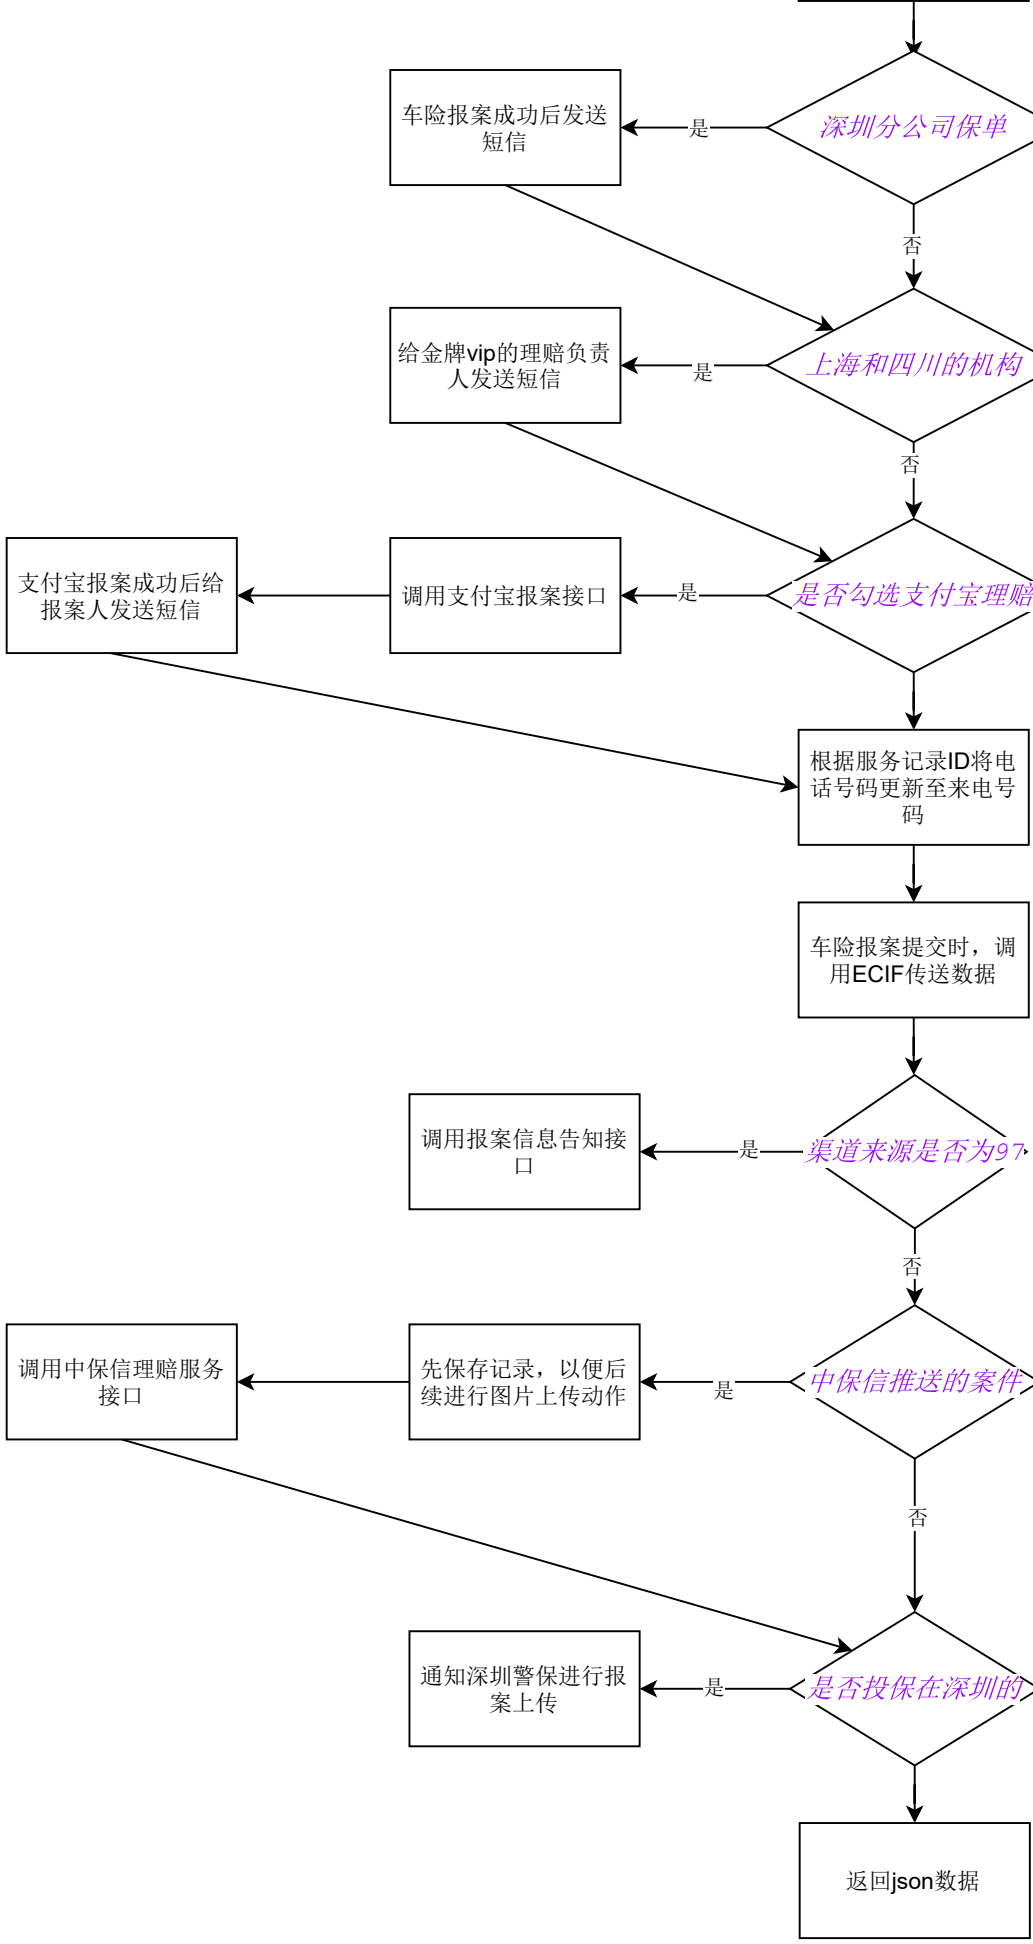 车险报案成功后发送
短信
是
深圳分公司保单
否
给金牌vip的理赔负责
人发送短信
是
上海和四川的机构
否
支付宝报案成功后给
报案人发送短信
调用支付宝报案接口
是
是否勾选支付宝理赔
根据服务记录ID将电
话号码更新至来电号
码
车险报案提交时，调
用ECIF传送数据
调用报案信息告知接
口
是
渠道来源是否为97
否
调用中保信理赔服务
接口
先保存记录，以便后
续进行图片上传动作
是
中保信推送的案件
否
通知深圳警保进行报
案上传
是
是否投保在深圳的
返回json数据